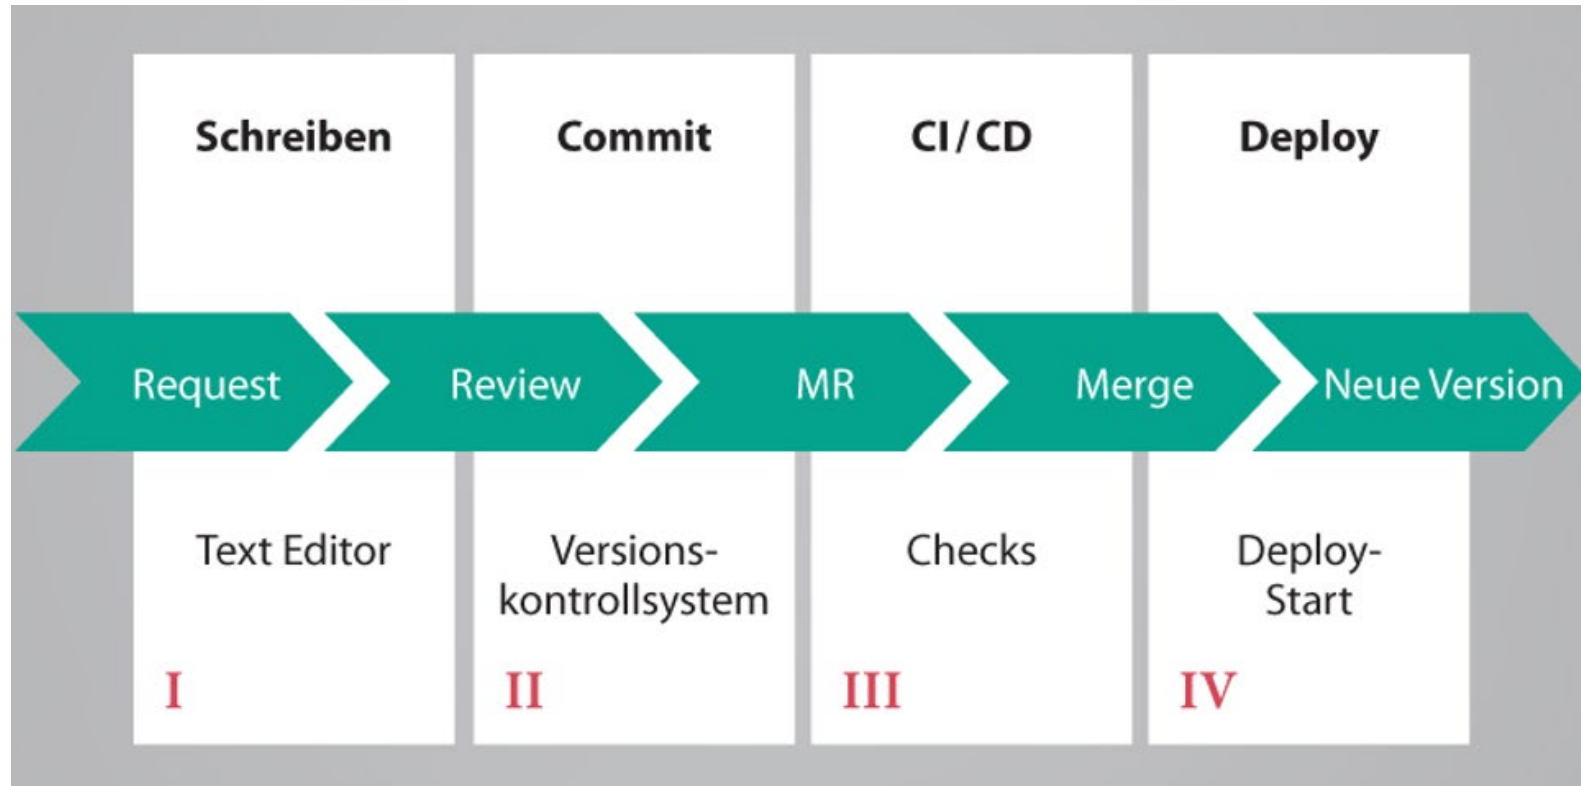 Schreiben
Commit
CI/CD
Deploy
Request
Review
MR
Merge
Neue Version
Text Editor
Versions-
kontrollsystem
Checks
Deploy-
Start
I
II
III
IV